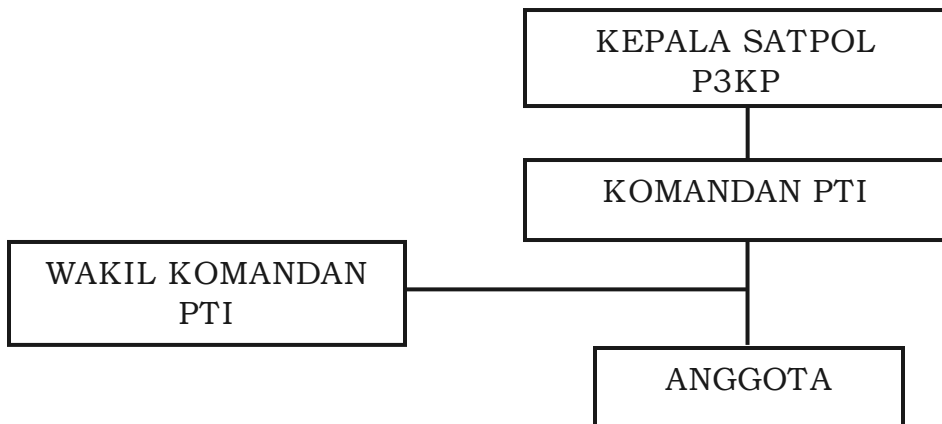 KEPALA SATPOL
P3KP
KOMANDAN PTI
WAKIL KOMANDAN
PTI
ANGGOTA